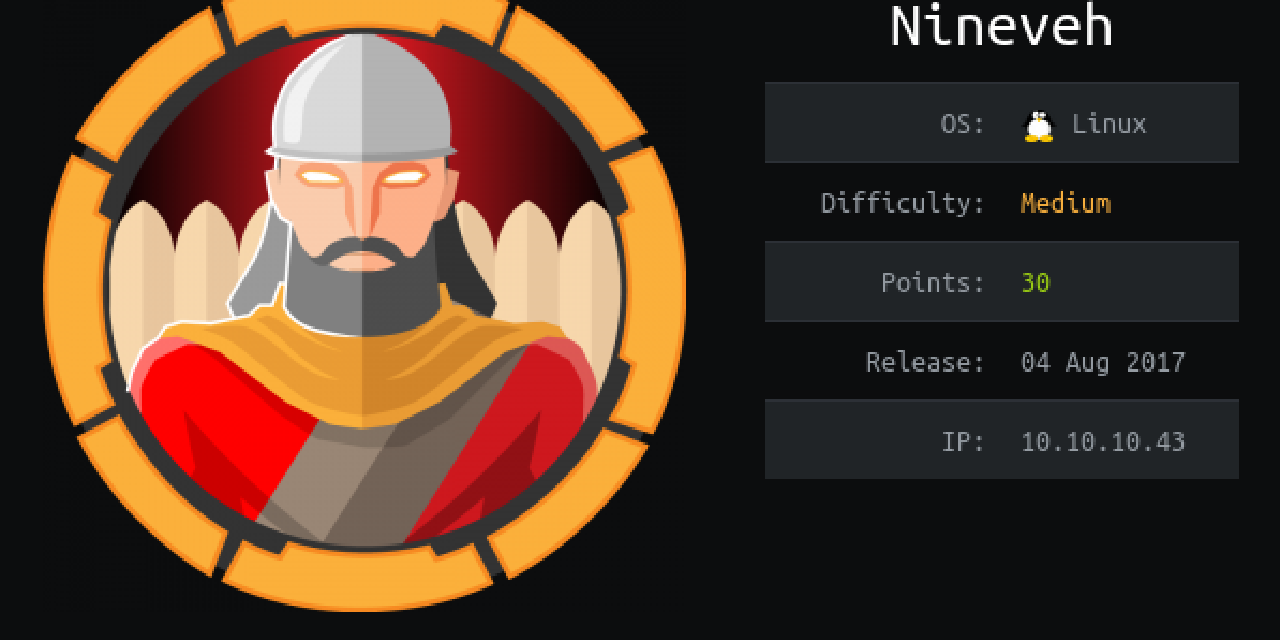 Nineveh
OS: Linux
Difficulty: Medium
Points: 30
Release: 04 Aug 2017
IP: 10.10.10.43